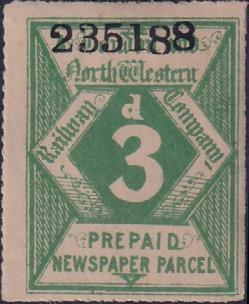 235188
North Western
Railway Company
d
3
PREPAID
NEWSPAPER PARCEL